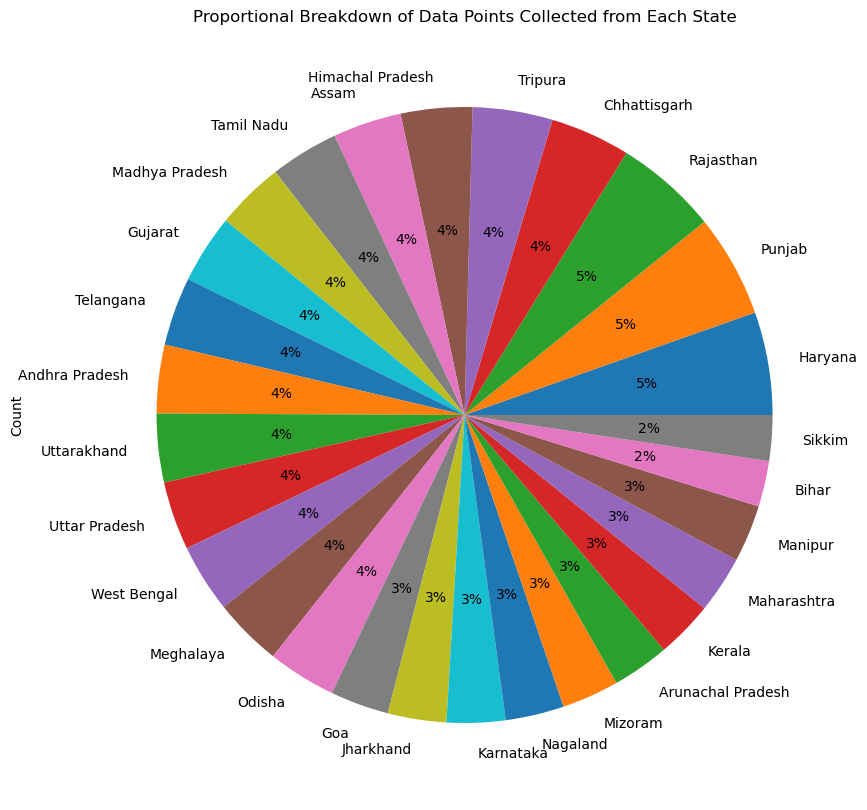 Proportional Breakdown of Data Points Collected from Each State
Count
Haryana
5%
Punjab
5%
Rajasthan
5%
Chhattisgarh
4%
Tripura
4%
Himachal Pradesh
4%
Assam
4%
Tamil Nadu
4%
Madhya Pradesh
4%
Gujarat
4%
Telangana
4%
Andhra Pradesh
4%
Uttarakhand
4%
Uttar Pradesh
4%
West Bengal
4%
Meghalaya
4%
Odisha
4%
Goa
3%
Jharkhand
3%
Karnataka
3%
Nagaland
3%
Mizoram
3%
Arunachal Pradesh
3%
Kerala
3%
Maharashtra
3%
Manipur
3%
Bihar
2%
Sikkim
2%